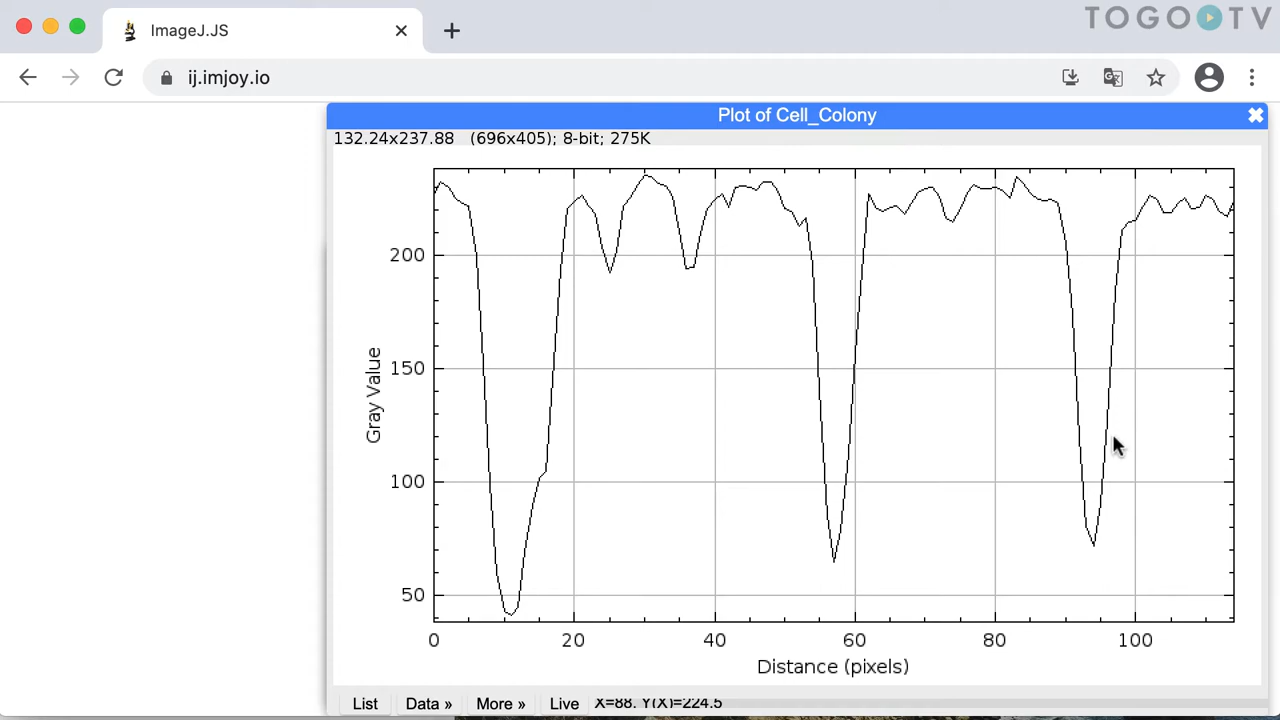 ImageJ.JS
TOGO TV
ij.imjoy.io
Plot of Cell_Colony
132.24x237.88 (696x405); 8-bit; 275K
200
150
100
50
Gray Value
0 20 40 60 80 100
Distance (pixels)
List Data » More » Live X=88. Y(X)=224.5